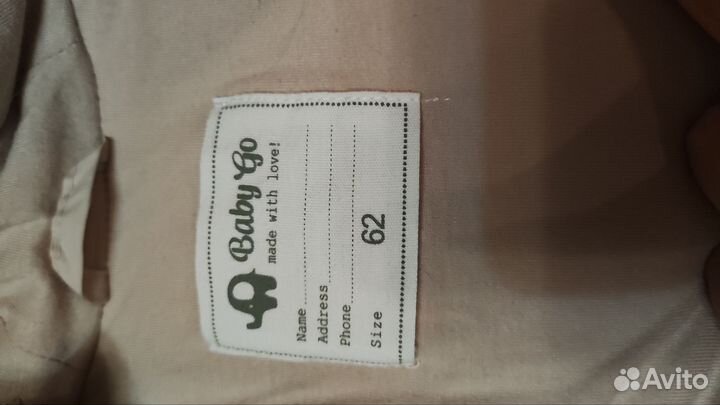 Baby Go
made with love!
Name
Address
Phone
Size 62
Avito